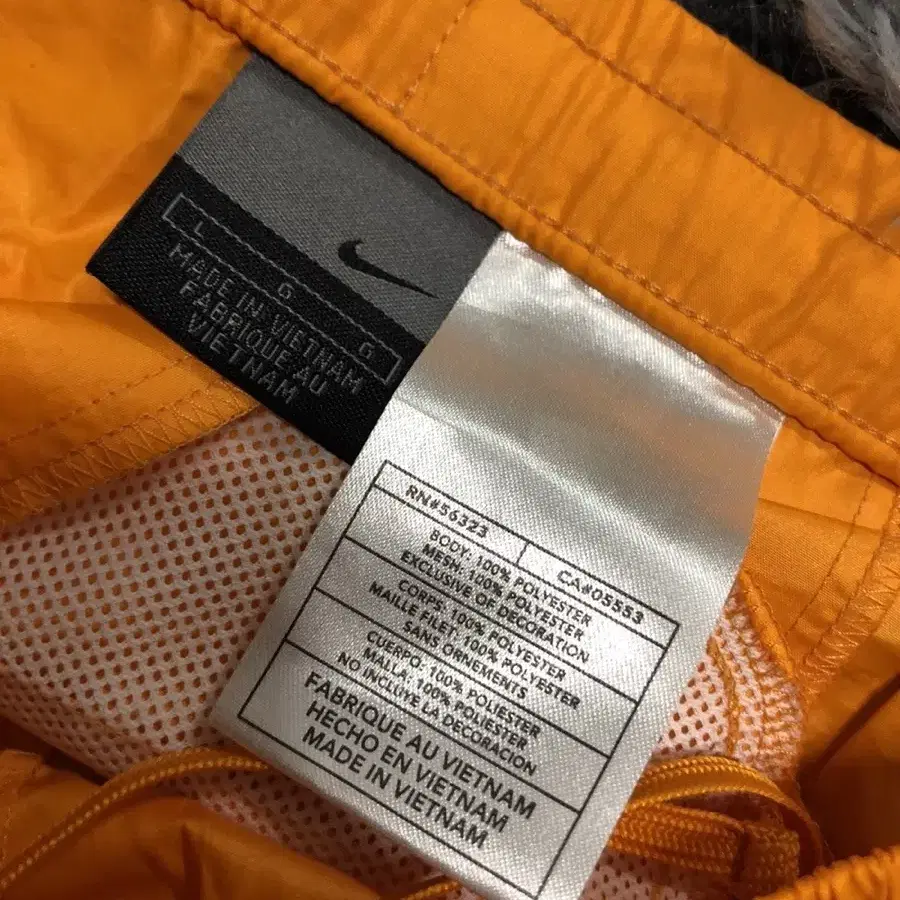 L G G
MADE IN VIETNAM
FABRIQUE AU
VIETNAM
RN#56323 CA#05553
BODY: 100% POLYESTER
MESH: 100% POLYESTER
EXCLUSIVE OF DECORATION
CORPS: 100% POLYESTER
MAILLE FILET: 100% POLYESTER
SANS ORNEMENTS
CUERPO: 100% POLIESTER
MALLA: 100% POLIESTER
NO INCLUYE LA DECORACION
FABRIQUE AU VIETNAM
HECHO EN VIETNAM
MADE IN VIETNAM